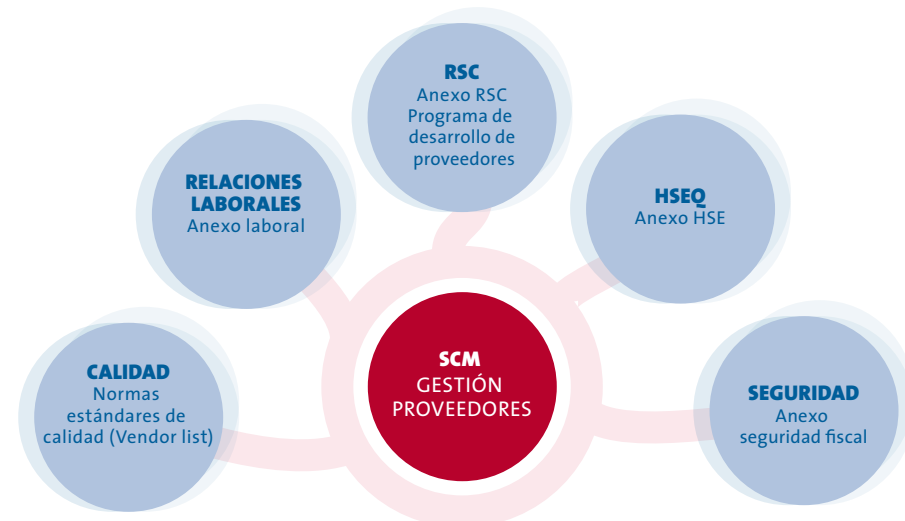 RSC
Anexo RSC
Programa de
desarrollo de
proveedores
RELACIONES
LABORALES
Anexo laboral
HSEQ
Anexo HSE
SCM
GESTIÓN
PROVEEDORES
CALIDAD
Normas
estándares de
calidad (Vendor list)
SEGURIDAD
Anexo
seguridad fiscal